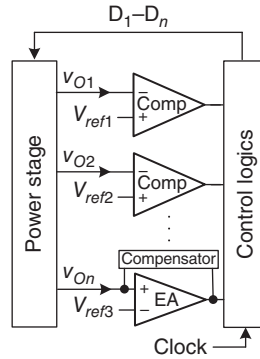 D1–Dn
Power stage
vO1
Vref1
− + Comp
vO2
Vref2
− + Comp
Control logics
Compensator
vOn
Vref3
+ − EA
Clock